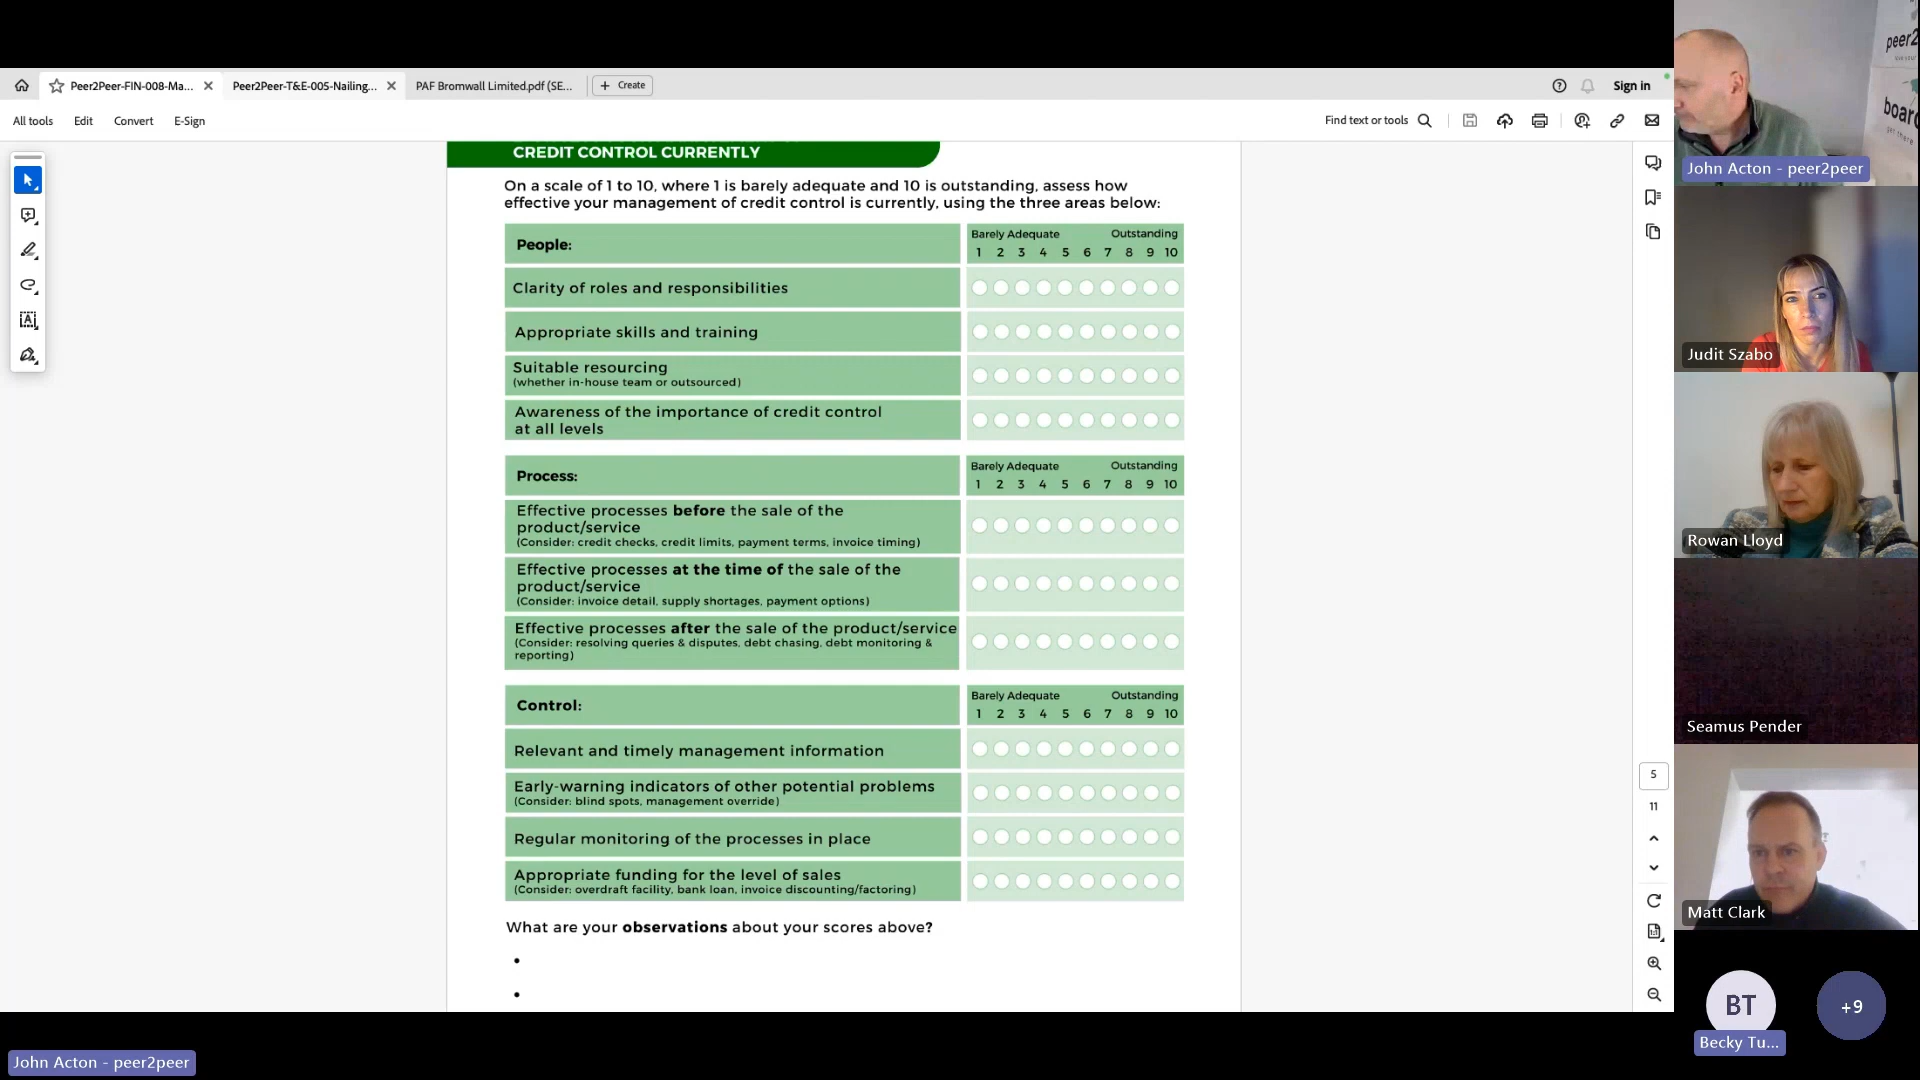 Peer2Peer-FIN-008-Ma...
Peer2Peer-T&E-005-Nailing...
PAF Bromwall Limited.pdf (SE...
Create
Sign in
All tools
Edit
Convert
E-Sign
Find text or tools
CREDIT CONTROL CURRENTLY
On a scale of 1 to 10, where 1 is barely adequate and 10 is outstanding, assess how
effective your management of credit control is currently, using the three areas below:
People:
Barely Adequate Outstanding
1 2 3 4 5 6 7 8 9 10
Clarity of roles and responsibilities
Appropriate skills and training
Suitable resourcing
(whether in-house team or outsourced)
Awareness of the importance of credit control
at all levels
Process:
Barely Adequate Outstanding
1 2 3 4 5 6 7 8 9 10
Effective processes before the sale of the
product/service
(Consider: credit checks, credit limits, payment terms, invoice timing)
Effective processes at the time of the sale of the
product/service
(Consider: invoice detail, supply shortages, payment options)
Effective processes after the sale of the product/service
(Consider: resolving queries & disputes, debt chasing, debt monitoring &
reporting)
Control:
Barely Adequate Outstanding
1 2 3 4 5 6 7 8 9 10
Relevant and timely management information
Early-warning indicators of other potential problems
(Consider: blind spots, management override)
Regular monitoring of the processes in place
Appropriate funding for the level of sales
(Consider: overdraft facility, bank loan, invoice discounting/factoring)
What are your observations about your scores above?
•
•
5
11
peer2
board
John Acton - peer2peer
Judit Szabo
Rowan Lloyd
Seamus Pender
Matt Clark
BT
Becky Tu...
+9
John Acton - peer2peer